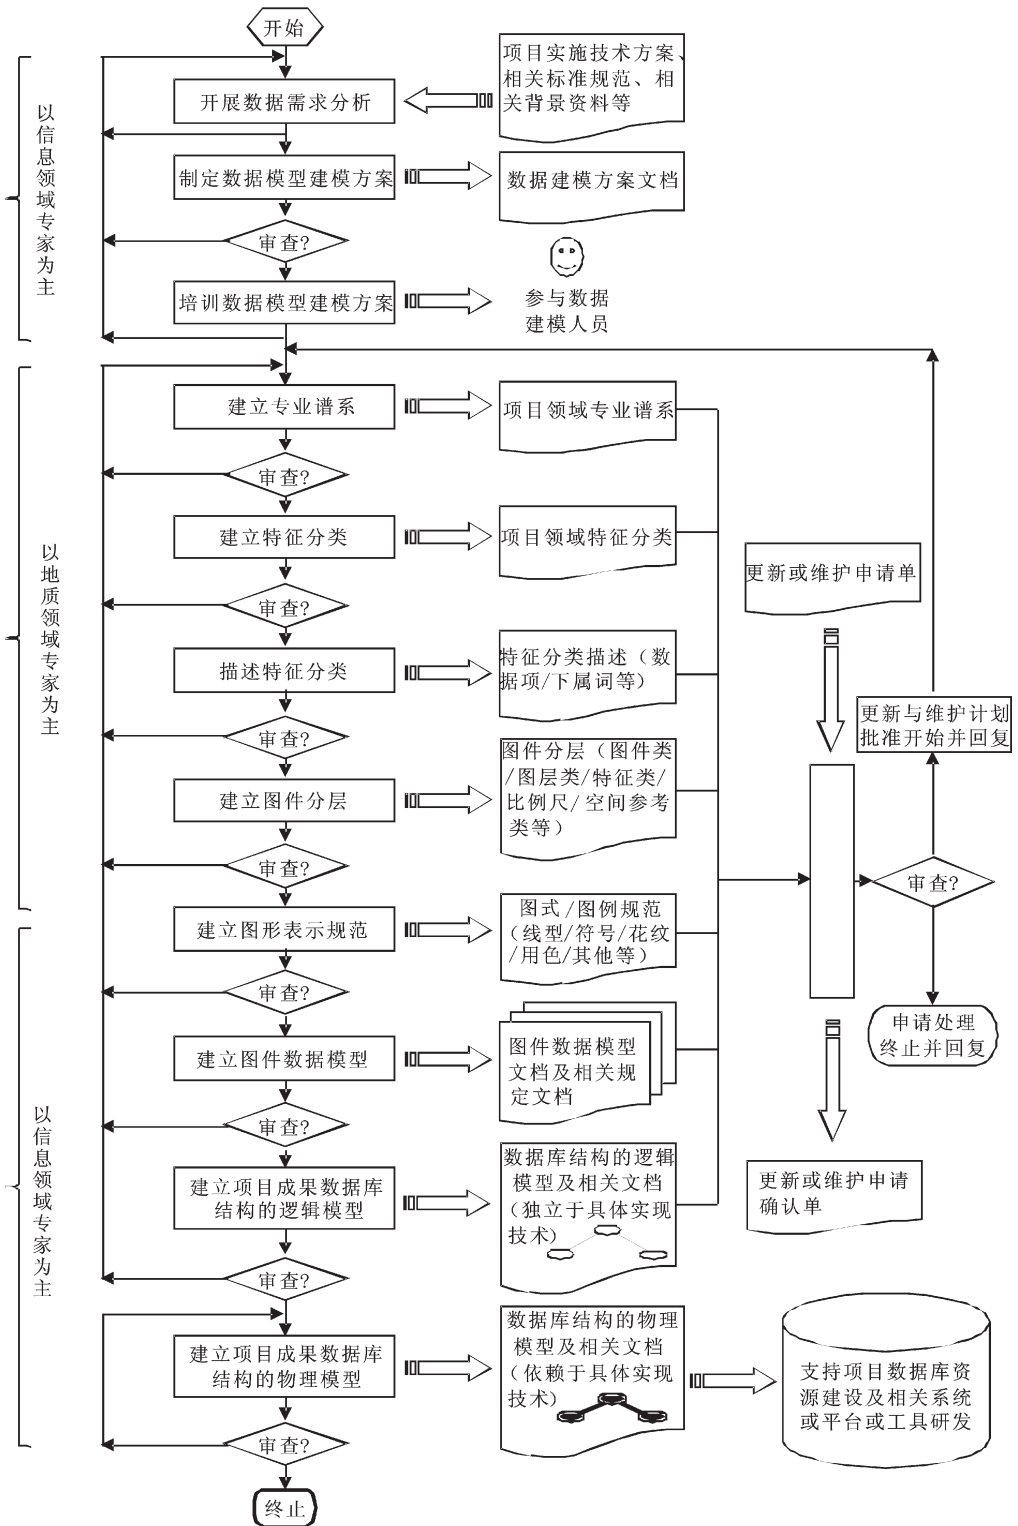 开始
项目实施技术方案、
相关标准规范、相
关背景资料等
开展数据需求分析
以信息领域专家为主
制定数据模型建模方案
数据建模方案文档
审查?
培训数据模型建模方案
参与数据
建模人员
建立专业谱系
项目领域专业谱系
审查?
建立特征分类
项目领域特征分类
以地质领域专家为主
审查?
描述特征分类
特征分类描述（数
据项/下属词等）
审查?
建立图件分层
图件分层（图件类
/图层类/特征类/
比例尺/空间参考
类等）
审查?
建立图形表示规范
图式/图例规范
（线型/符号/花纹
/用色/其他等）
审查?
建立图件数据模型
图件数据模型
文档及相关规
定文档
以信息领域专家为主
审查?
建立项目成果数据库
结构的逻辑模型
数据库结构的逻辑
模型及相关文档
（独立于具体实现
技术）
审查?
建立项目成果数据库
结构的物理模型
数据库结构的物理
模型及相关文档
（依赖于具体实现
技术）
支持项目数据库资
源建设及相关系统
或平台或工具研发
审查?
终止
更新或维护申请单
更新与维护计划
批准开始并回复
审查?
申请处理
终止并回复
更新或维护申请
确认单